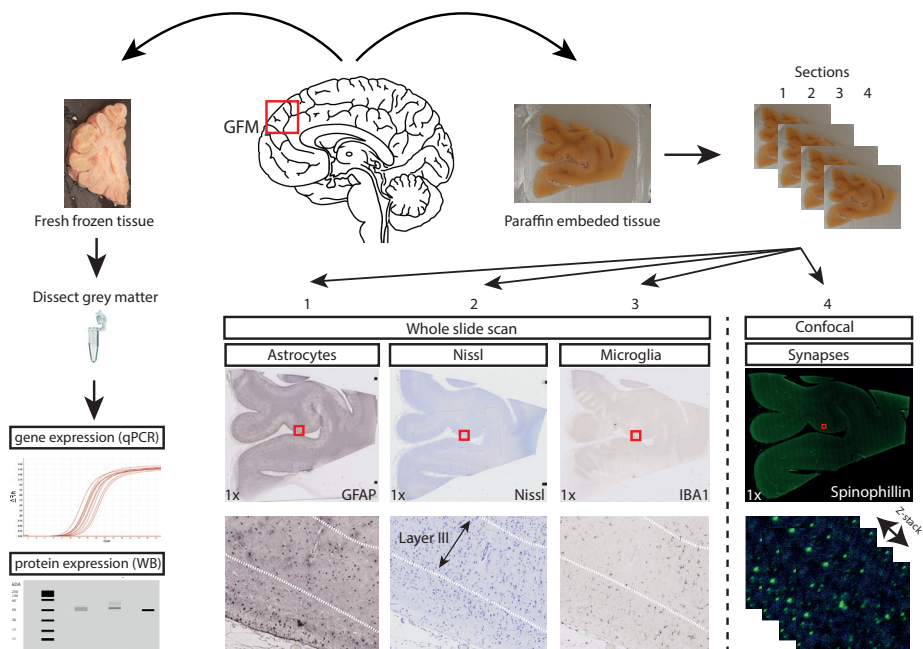 GFM
Fresh frozen tissue
Dissect grey matter
gene expression (qPCR)
ΔRn
protein expression (WB)
kDA
Paraffin embeded tissue
Sections
1 2 3 4
1 2 3 4
Whole slide scan
Confocal
Astrocytes
Nissl
Microglia
Synapses
1x
GFAP
1x
Nissl
1x
IBA1
1x
Spinophillin
Layer III
Z-stack